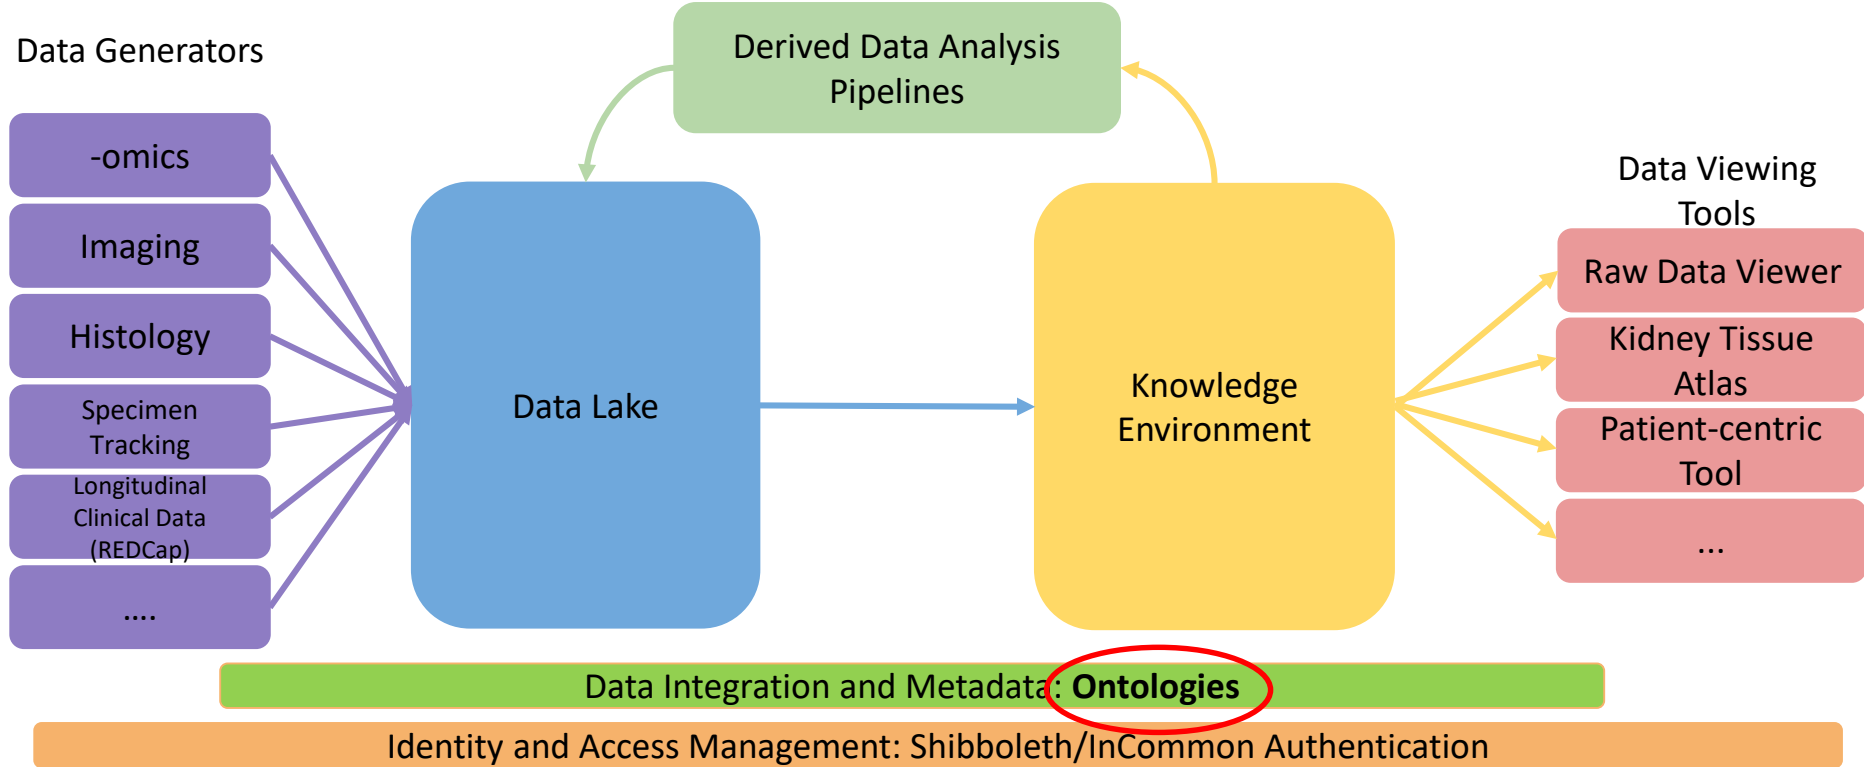 Data Generators
-omics
Imaging
Histology
Specimen
Tracking
Longitudinal
Clinical Data
(REDCap)
....
Derived Data Analysis
Pipelines
Data Lake
Knowledge
Environment
Data Viewing
Tools
Raw Data Viewer
Kidney Tissue
Atlas
Patient-centric
Tool
...
Data Integration and Metadata: Ontologies
Identity and Access Management: Shibboleth/InCommon Authentication